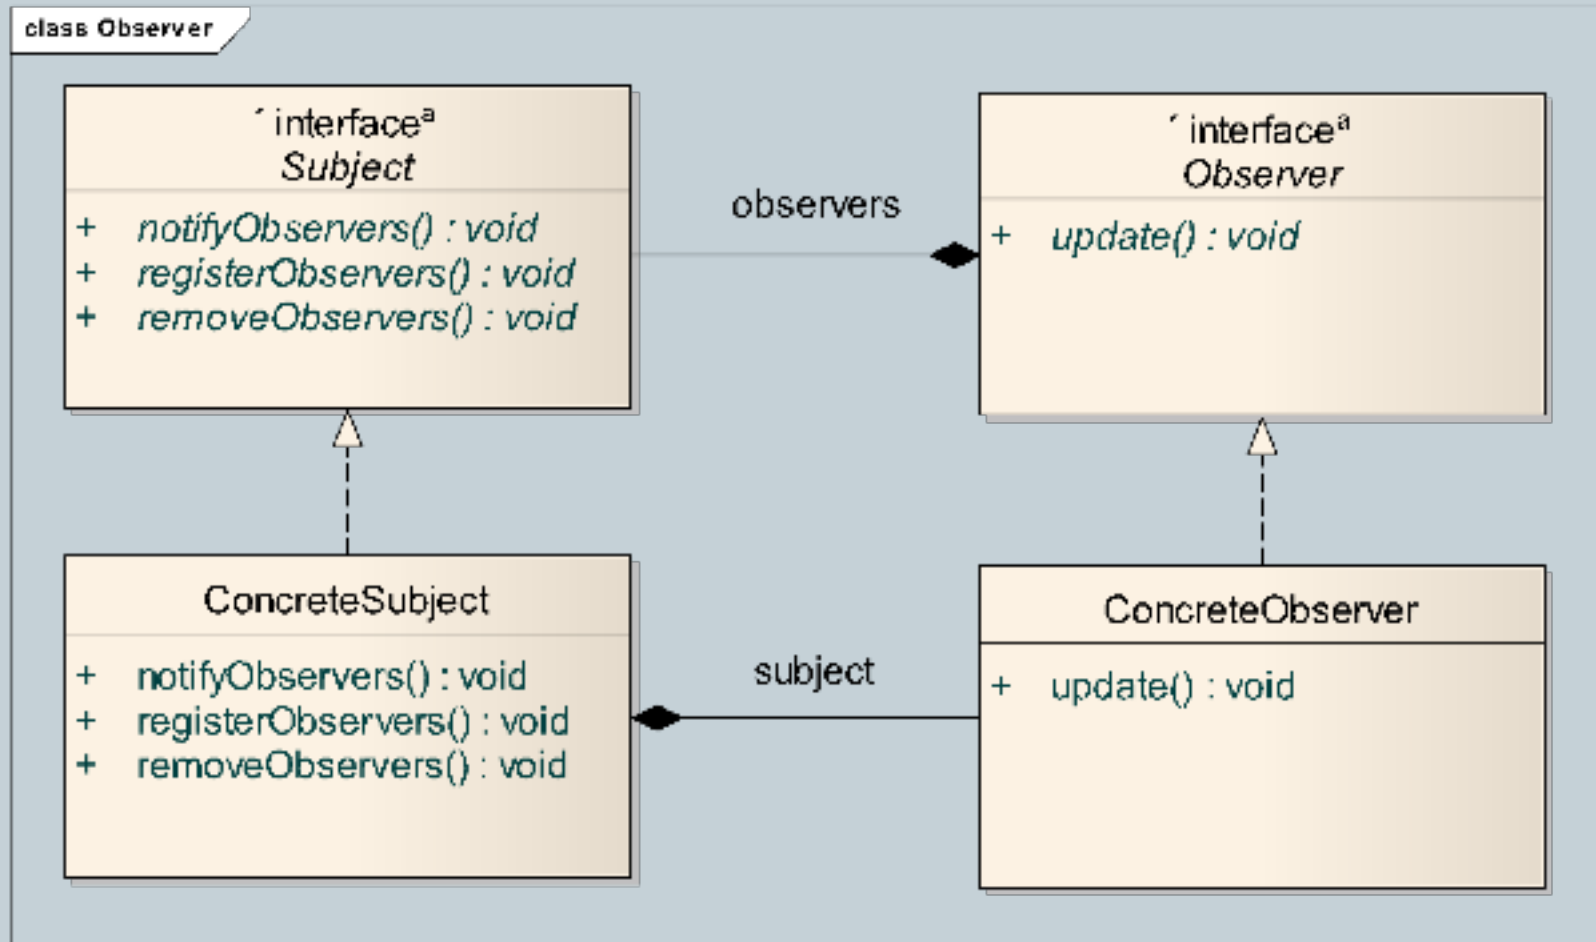 class Observer
´ interfaceª
Subject
+ notifyObservers() : void
+ registerObservers() : void
+ removeObservers() : void
observers
´ interfaceª
Observer
+ update() : void
ConcreteSubject
+ notifyObservers() : void
+ registerObservers() : void
+ removeObservers() : void
subject
ConcreteObserver
+ update() : void